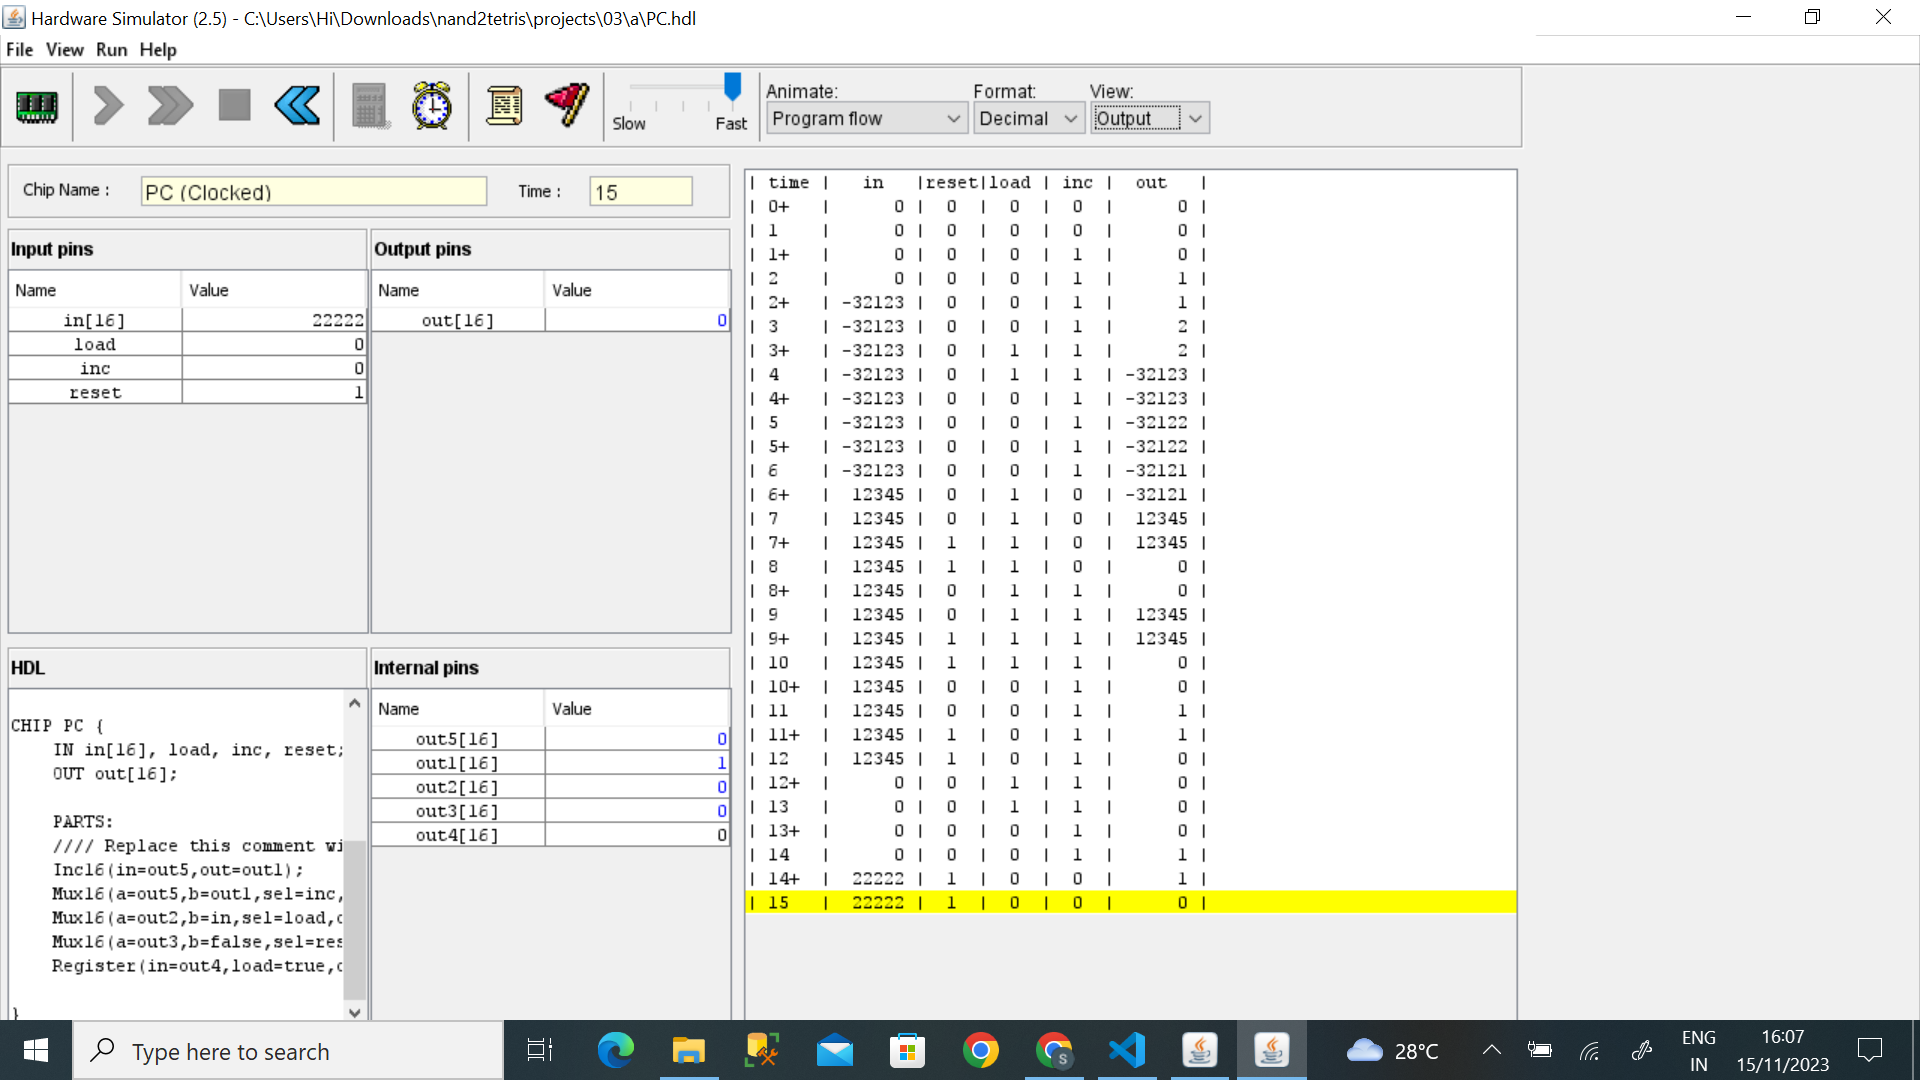 Hardware Simulator (2.5) - C:\Users\Hi\Downloads\nand2tetris\projects\03\a\PC.hdl
File View Run Help
Slow Fast
Animate: Format: View:
Program flow Decimal Output
Chip Name : PC (Clocked) Time : 15
Input pins
Name Value
in[16] 22222
load 0
inc 0
reset 1
Output pins
Name Value
out[16] 0
HDL
CHIP PC {
IN in[16], load, inc, reset;
OUT out[16];
PARTS:
//// Replace this comment wi
Inc16(in=out5,out=out1);
Mux16(a=out5,b=out1,sel=inc,
Mux16(a=out2,b=in,sel=load,o
Mux16(a=out3,b=false,sel=res
Register(in=out4,load=true,o
}
Internal pins
Name Value
out5[16] 0
out1[16] 1
out2[16] 0
out3[16] 0
out4[16] 0
| time | in |reset|load | inc | out |
| 0+ | 0 | 0 | 0 | 0 | 0 |
| 1 | 0 | 0 | 0 | 0 | 0 |
| 1+ | 0 | 0 | 0 | 1 | 0 |
| 2 | 0 | 0 | 0 | 1 | 1 |
| 2+ | -32123 | 0 | 0 | 1 | 1 |
| 3 | -32123 | 0 | 0 | 1 | 2 |
| 3+ | -32123 | 0 | 1 | 1 | 2 |
| 4 | -32123 | 0 | 1 | 1 | -32123 |
| 4+ | -32123 | 0 | 0 | 1 | -32123 |
| 5 | -32123 | 0 | 0 | 1 | -32122 |
| 5+ | -32123 | 0 | 0 | 1 | -32122 |
| 6 | -32123 | 0 | 0 | 1 | -32121 |
| 6+ | 12345 | 0 | 1 | 0 | -32121 |
| 7 | 12345 | 0 | 1 | 0 | 12345 |
| 7+ | 12345 | 1 | 1 | 0 | 12345 |
| 8 | 12345 | 1 | 1 | 0 | 0 |
| 8+ | 12345 | 0 | 1 | 1 | 0 |
| 9 | 12345 | 0 | 1 | 1 | 12345 |
| 9+ | 12345 | 1 | 1 | 1 | 12345 |
| 10 | 12345 | 1 | 1 | 1 | 0 |
| 10+ | 12345 | 0 | 0 | 1 | 0 |
| 11 | 12345 | 0 | 0 | 1 | 1 |
| 11+ | 12345 | 1 | 0 | 1 | 1 |
| 12 | 12345 | 1 | 0 | 1 | 0 |
| 12+ | 0 | 0 | 1 | 1 | 0 |
| 13 | 0 | 0 | 1 | 1 | 0 |
| 13+ | 0 | 0 | 0 | 1 | 0 |
| 14 | 0 | 0 | 0 | 1 | 1 |
| 14+ | 22222 | 1 | 0 | 0 | 1 |
| 15 | 22222 | 1 | 0 | 0 | 0 |
Type here to search
S
28°C
ENG
IN
16:07
15/11/2023